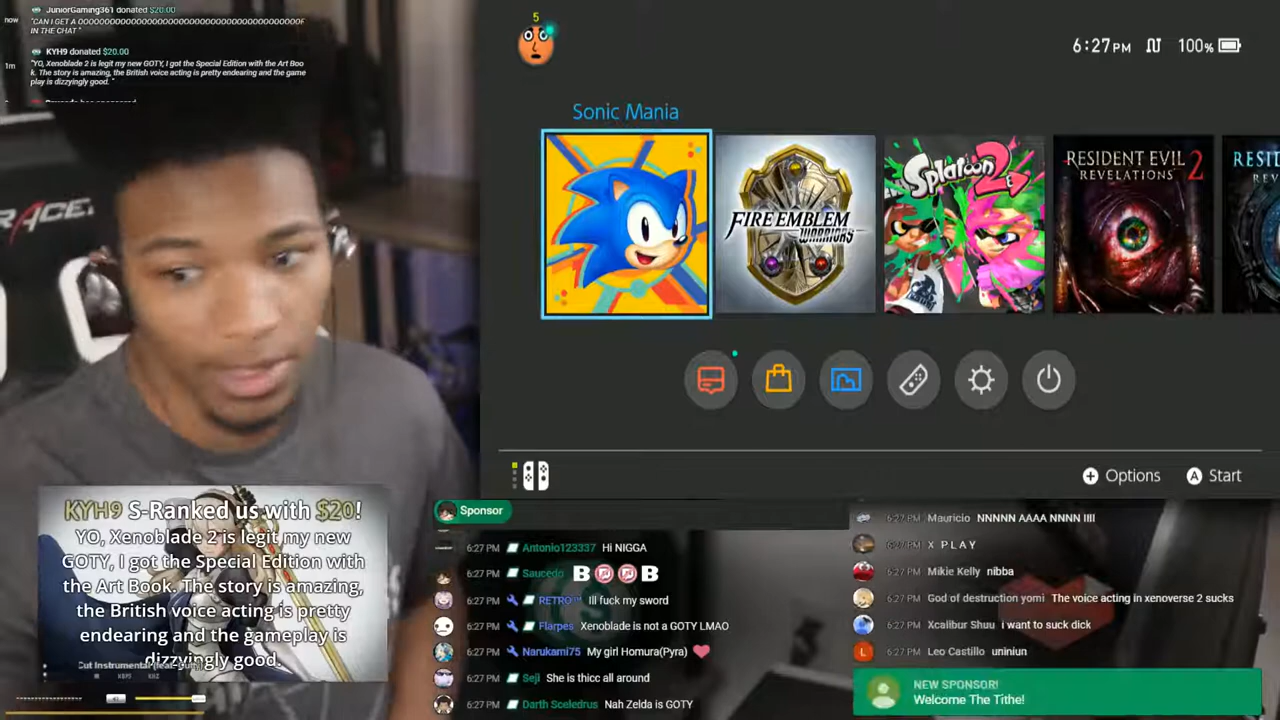 now
JuniorGaming361 donated $20.00
IN THE CHAT"
1m
KYH9 donated $20.00
"YO, Xenoblade 2 is legit my new GOTY, I got the Special Edition with the Art Boo
k. The story is amazing, the British voice acting is pretty endearing and the game
play is dizzyingly good. "
5
6:27 PM
100%
Sonic Mania
FIRE EMBLEM
WARRIORS
Splatoon 2
RESIDENT EVIL
REVELATIONS 2
RESID
RACE
Options
A Start
KYH9 S-Ranked us with $20!
YO, Xenoblade 2 is legit my new
GOTY, I got the Special Edition with
the Art Book. The story is amazing,
the British voice acting is pretty
endearing and the gameplay is
dizzyingly good.
Sponsor
6:27 PM Antonio123337 Hi NIGGA
6:27 PM Saucedo B B
6:27 PM RETRO™ Ill fuck my sword
6:27 PM Flarpes Xenoblade is not a GOTY LMAO
6:27 PM Narukami75 My girl Homura(Pyra)
6:27 PM Seji She is thicc all around
6:27 PM Darth Sceledrus Nah Zelda is GOTY
6:27 PM Mauricio NNNNN AAAA NNNN !!!!
6:27 PM X P L A Y
6:27 PM Mikie Kelly nibba
6:27 PM God of destruction yomi The voice acting in xenoverse 2 sucks
6:27 PM Xcalibur Shuu i want to suck dick
6:27 PM Leo Castillo uniniun
NEW SPONSOR!
Welcome The Tithe!